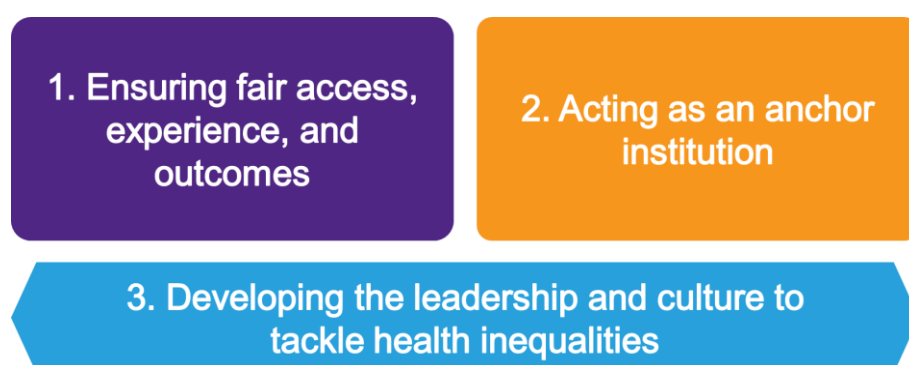 1. Ensuring fair access,
experience, and
outcomes
2. Acting as an anchor
institution
3. Developing the leadership and culture to
tackle health inequalities